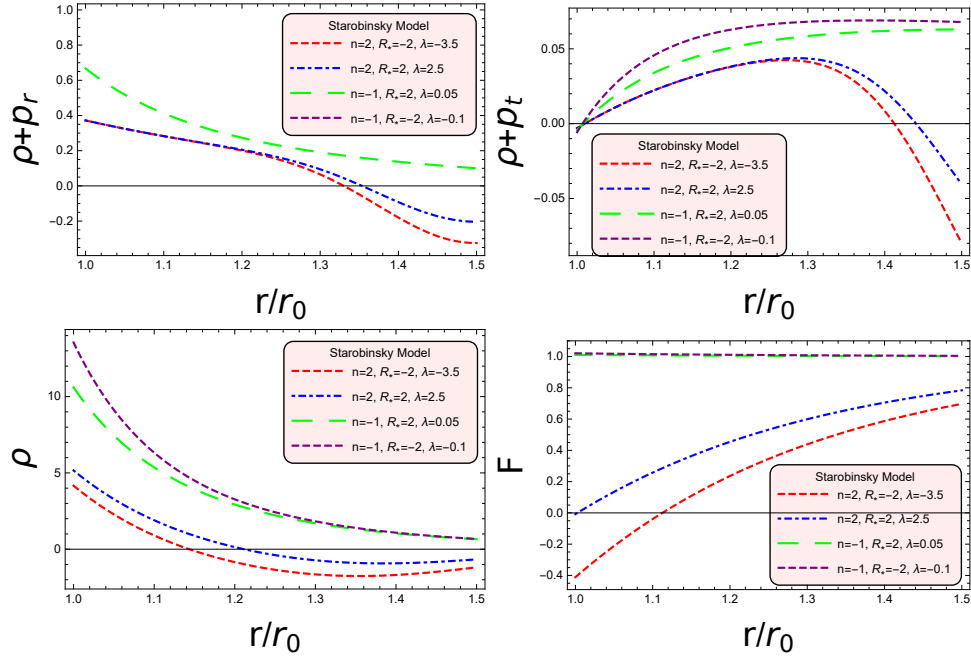 1.0
0.8
0.6
0.4
0.2
0.0
−0.2
ρ+p_r
Starobinsky Model
n=2, R_*=−2, λ=−3.5
n=2, R_*=2, λ=2.5
n=−1, R_*=2, λ=0.05
n=−1, R_*=−2, λ=−0.1
1.0 1.1 1.2 1.3 1.4 1.5
r/r_0
0.05
0.00
−0.05
ρ+p_t
Starobinsky Model
n=2, R_*=−2, λ=−3.5
n=2, R_*=2, λ=2.5
n=−1, R_*=2, λ=0.05
n=−1, R_*=−2, λ=−0.1
1.0 1.1 1.2 1.3 1.4 1.5
r/r_0
10
5
0
ρ
Starobinsky Model
n=2, R_*=−2, λ=−3.5
n=2, R_*=2, λ=2.5
n=−1, R_*=2, λ=0.05
n=−1, R_*=−2, λ=−0.1
1.0 1.1 1.2 1.3 1.4 1.5
r/r_0
1.0
0.8
0.6
0.4
0.2
0.0
−0.2
−0.4
F
Starobinsky Model
n=2, R_*=−2, λ=−3.5
n=2, R_*=2, λ=2.5
n=−1, R_*=2, λ=0.05
n=−1, R_*=−2, λ=−0.1
1.0 1.1 1.2 1.3 1.4 1.5
r/r_0